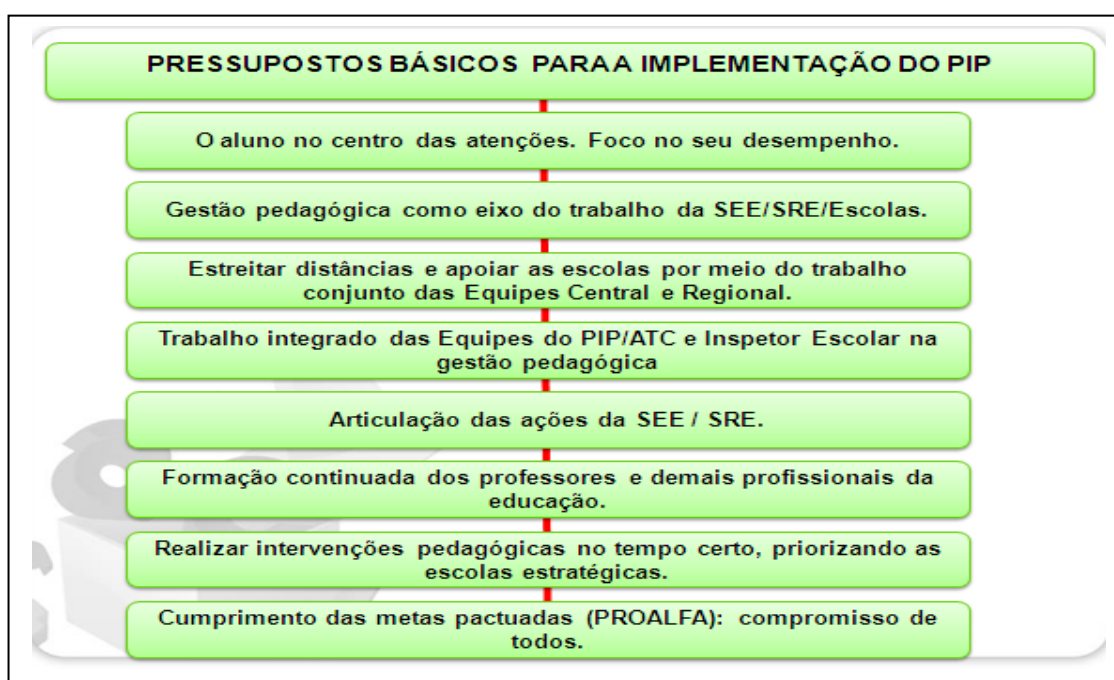 PRESSUPOSTOS BÁSICOS PARA A IMPLEMENTAÇÃO DO PIP
O aluno no centro das atenções. Foco no seu desempenho.
Gestão pedagógica como eixo do trabalho da SEE/SRE/Escolas.
Estreitar distâncias e apoiar as escolas por meio do trabalho
conjunto das Equipes Central e Regional.
Trabalho integrado das Equipes do PIP/ATC e Inspetor Escolar na
gestão pedagógica
Articulação das ações da SEE / SRE.
Formação continuada dos professores e demais profissionais da
educação.
Realizar intervenções pedagógicas no tempo certo, priorizando as
escolas estratégicas.
Cumprimento das metas pactuadas (PROALFA): compromisso de
todos.